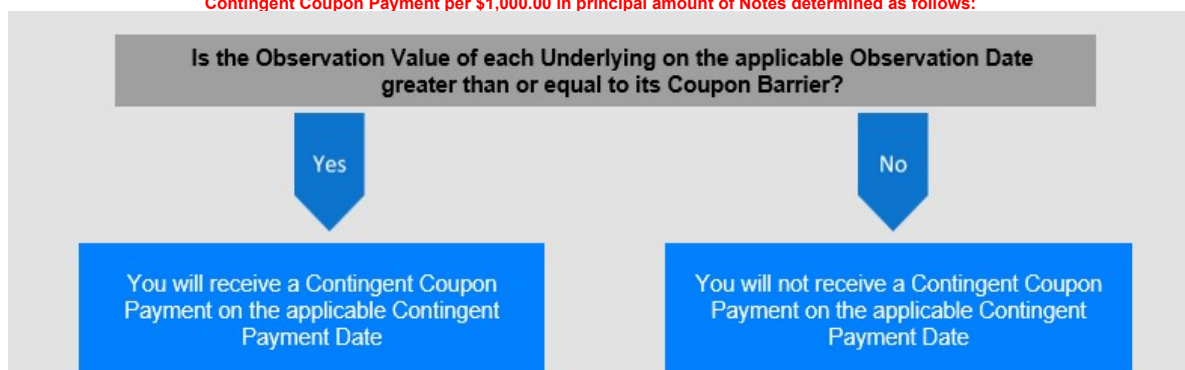 Contingent Coupon Payment per $1,000.00 in principal amount of Notes determined as follows:
Is the Observation Value of each Underlying on the applicable Observation Date
greater than or equal to its Coupon Barrier?
Yes
No
You will receive a Contingent Coupon
Payment on the applicable Contingent
Payment Date
You will not receive a Contingent Coupon
Payment on the applicable Contingent
Payment Date